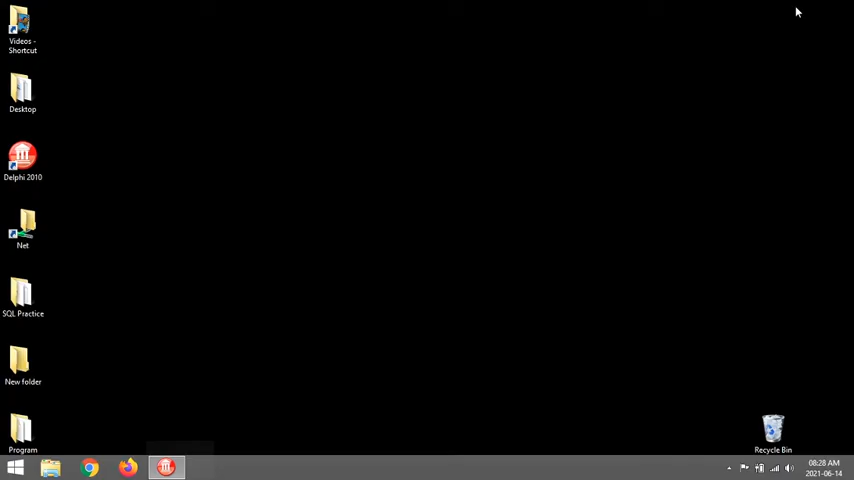 Videos -
Shortcut
Desktop
Delphi 2010
Net
SQL Practice
New folder
Program
Recycle Bin
08:28 AM
2021-06-14